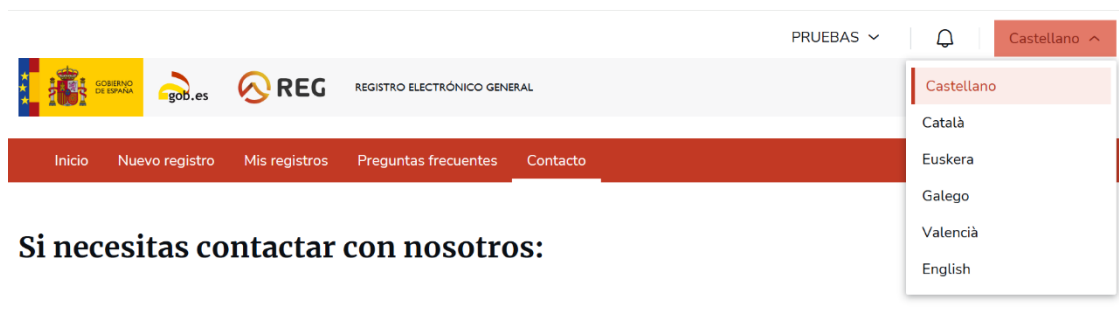 PRUEBAS
Castellano
GOBIERNO
DE ESPAÑA
gob.es
REG
REGISTRO ELECTRÓNICO GENERAL
Castellano
Català
Euskera
Galego
Valencià
English
Inicio Nuevo registro Mis registros Preguntas frecuentes Contacto
Si necesitas contactar con nosotros: